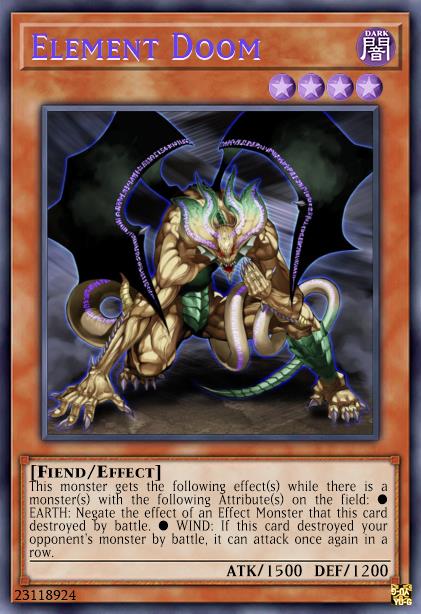 Element Doom
DARK
闇
[Fiend/Effect]
This monster gets the following effect(s) while there is a
monster(s) with the following Attribute(s) on the field: ●
EARTH: Negate the effect of an Effect Monster that this card
destroyed by battle. ● WIND: If this card destroyed your
opponent's monster by battle, it can attack once again in a
row.
ATK/1500 DEF/1200
23118924